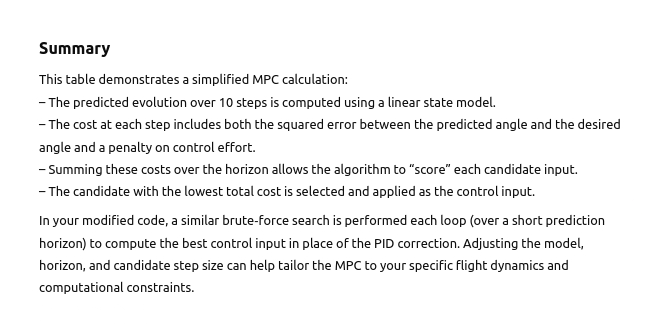 Summary
This table demonstrates a simplified MPC calculation:
– The predicted evolution over 10 steps is computed using a linear state model.
– The cost at each step includes both the squared error between the predicted angle and the desired
angle and a penalty on control effort.
– Summing these costs over the horizon allows the algorithm to “score” each candidate input.
– The candidate with the lowest total cost is selected and applied as the control input.
In your modified code, a similar brute-force search is performed each loop (over a short prediction
horizon) to compute the best control input in place of the PID correction. Adjusting the model,
horizon, and candidate step size can help tailor the MPC to your specific flight dynamics and
computational constraints.